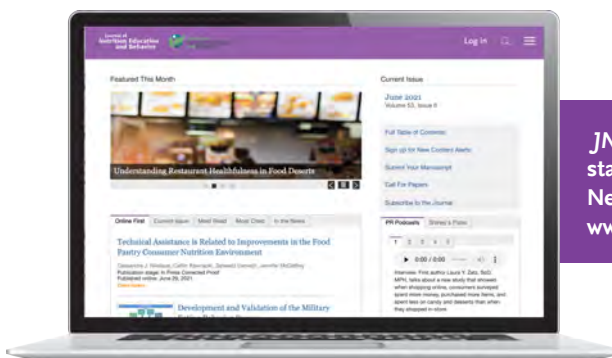 Journal of
Nutrition Education
and Behavior
Log in
Featured This Month
Understanding Restaurant Healthfulness in Food Deserts
Current Issue
June 2021
Volume 53, Issue 6
Full Table of Contents
Sign up for New Content Alerts
Submit Your Manuscript
Call For Papers
Subscribe to the Journal
Online First Current Issue Most Read Most Cited In the News
Technical Assistance is Related to Improvements in the Food
Pantry Consumer Nutrition Environment
Publication stage: In Press Corrected Proof
Published online: June 29, 2021
Development and Validation of the Military
PR Podcasts
1 2 3 4 5
0:00 / 0:00
Interview: First author Laura Y. Zatz, ScD,
MPH, talks about a new study that showed
when shopping online, consumers surveyed
spent more money, purchased more items, and
spent less on candy and desserts than when
they shopped in-store.
JN
sta
Ne
ww